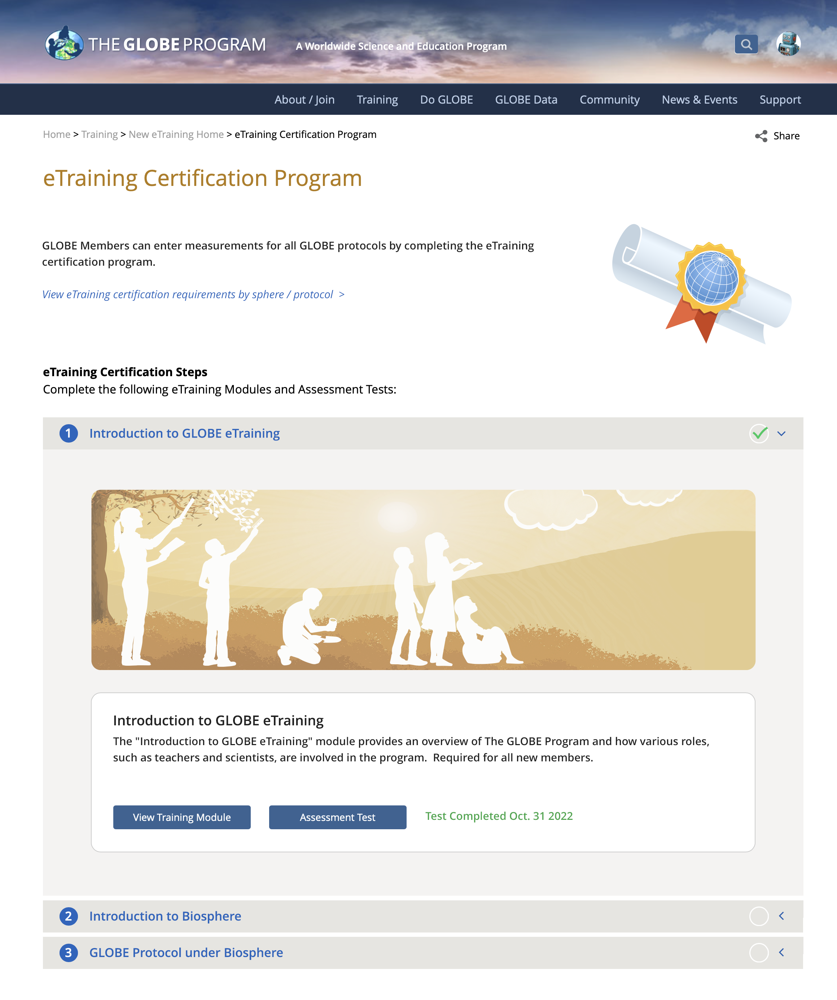 THE GLOBE PROGRAM
A Worldwide Science and Education Program
About / Join Training Do GLOBE GLOBE Data Community News & Events Support
Home > Training > New eTraining Home > eTraining Certification Program
Share
eTraining Certification Program
GLOBE Members can enter measurements for all GLOBE protocols by completing the eTraining
certification program.
View eTraining certification requirements by sphere / protocol >
eTraining Certification Steps
Complete the following eTraining Modules and Assessment Tests:
1 Introduction to GLOBE eTraining
Introduction to GLOBE eTraining
The "Introduction to GLOBE eTraining" module provides an overview of The GLOBE Program and how various roles,
such as teachers and scientists, are involved in the program. Required for all new members.
View Training Module Assessment Test Test Completed Oct. 31 2022
2 Introduction to Biosphere
3 GLOBE Protocol under Biosphere